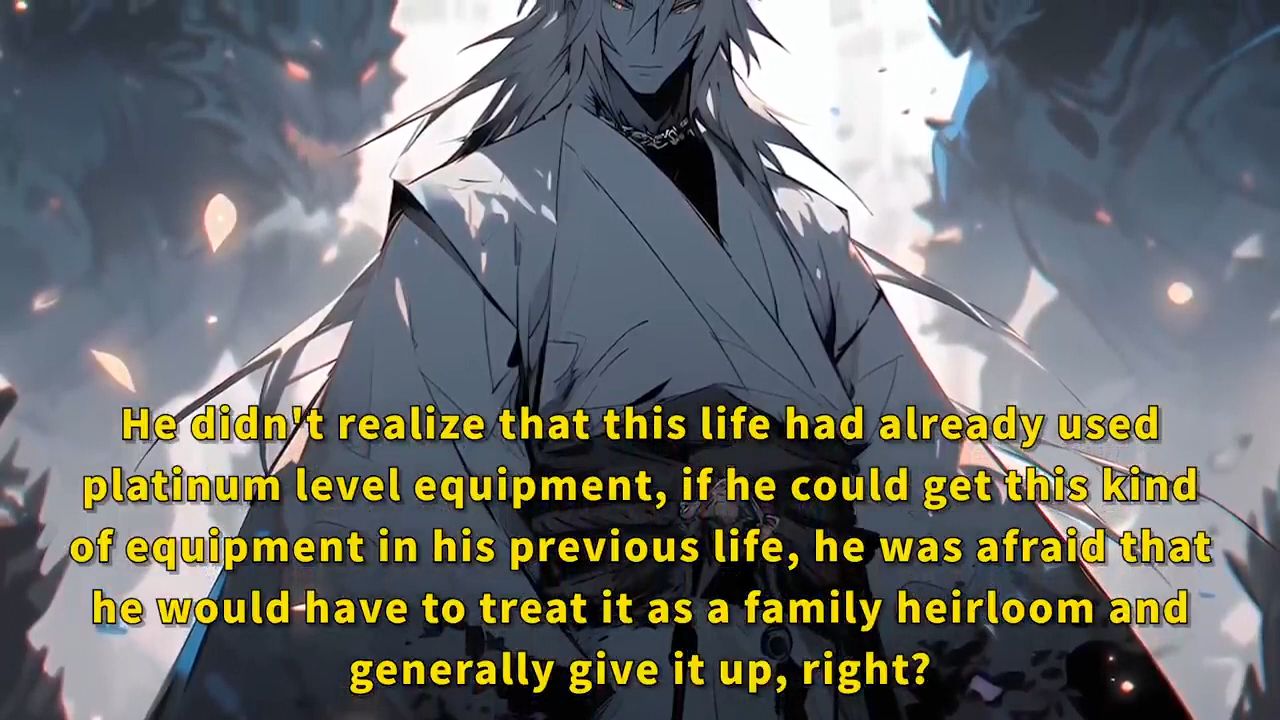 He didn't realize that this life had already used
platinum level equipment, if he could get this kind
of equipment in his previous life, he was afraid that
he would have to treat it as a family heirloom and
generally give it up, right?